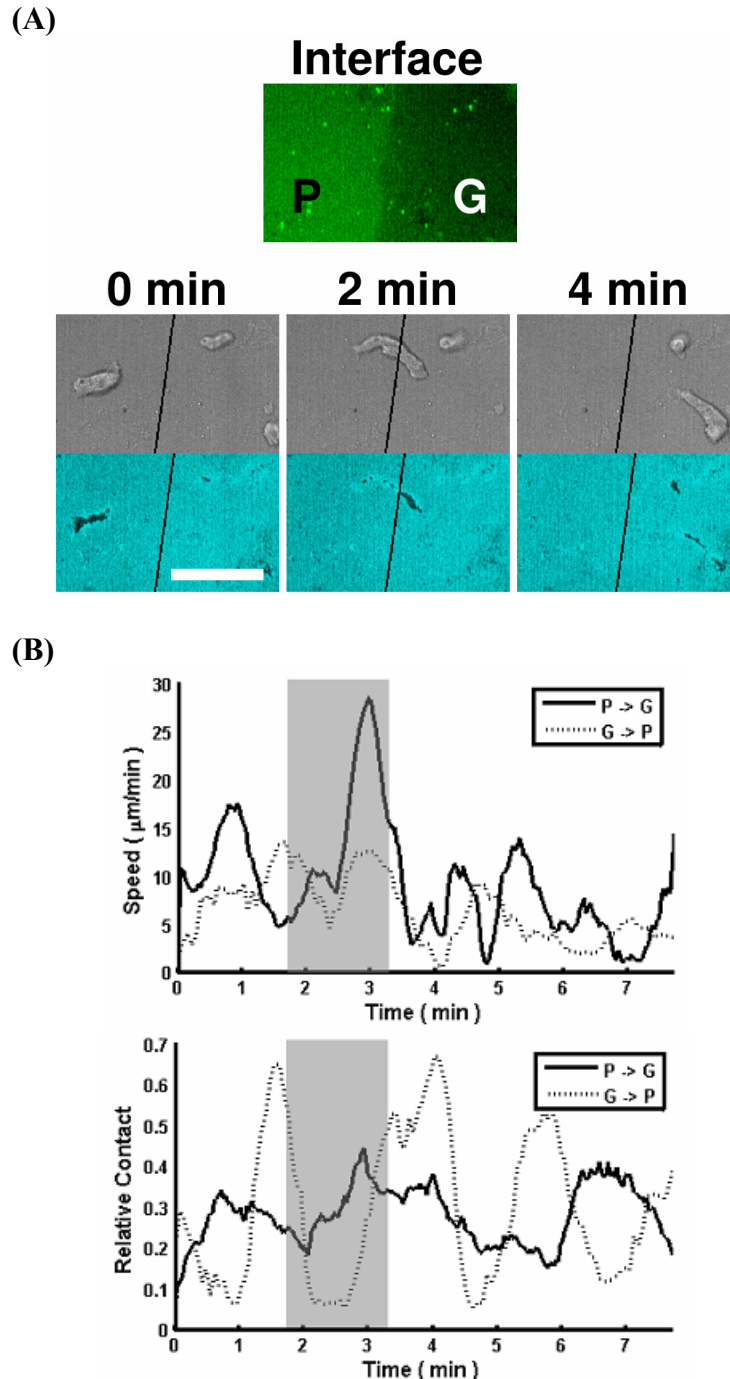 (A)
Interface
P G
0 min 2 min 4 min
(B)
30
25
20
15
10
5
0
Speed ( μm/min )
P -> G
G -> P
0 1 2 3 4 5 6 7
Time ( min )
0.7
0.6
0.5
0.4
0.3
0.2
0.1
0
Relative Contact
P -> G
G -> P
0 1 2 3 4 5 6 7
Time ( min )